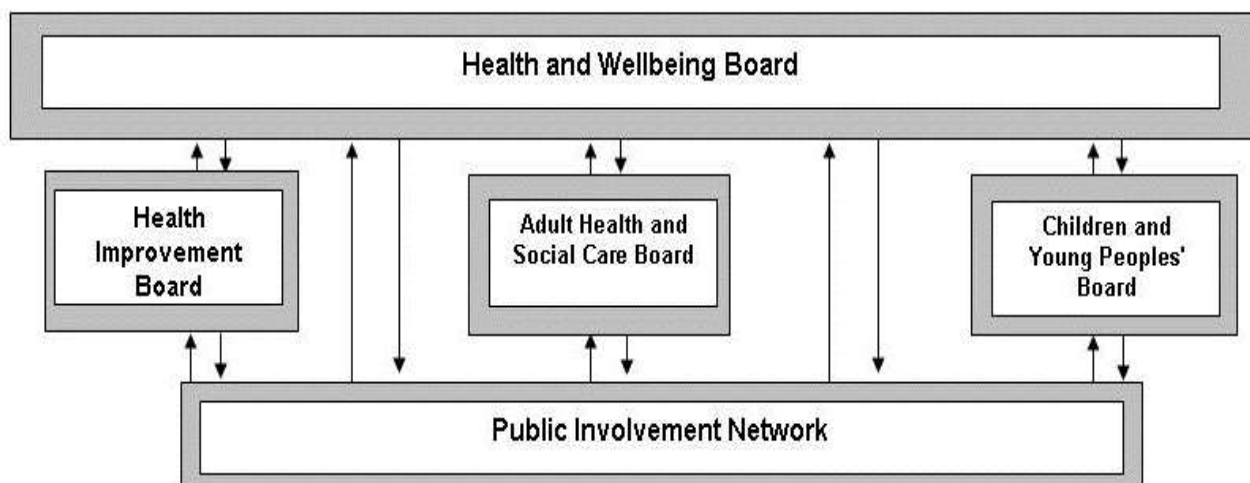 Health and Wellbeing Board
Health
Improvement
Board
Adult Health and
Social Care Board
Children and
Young Peoples'
Board
Public Involvement Network